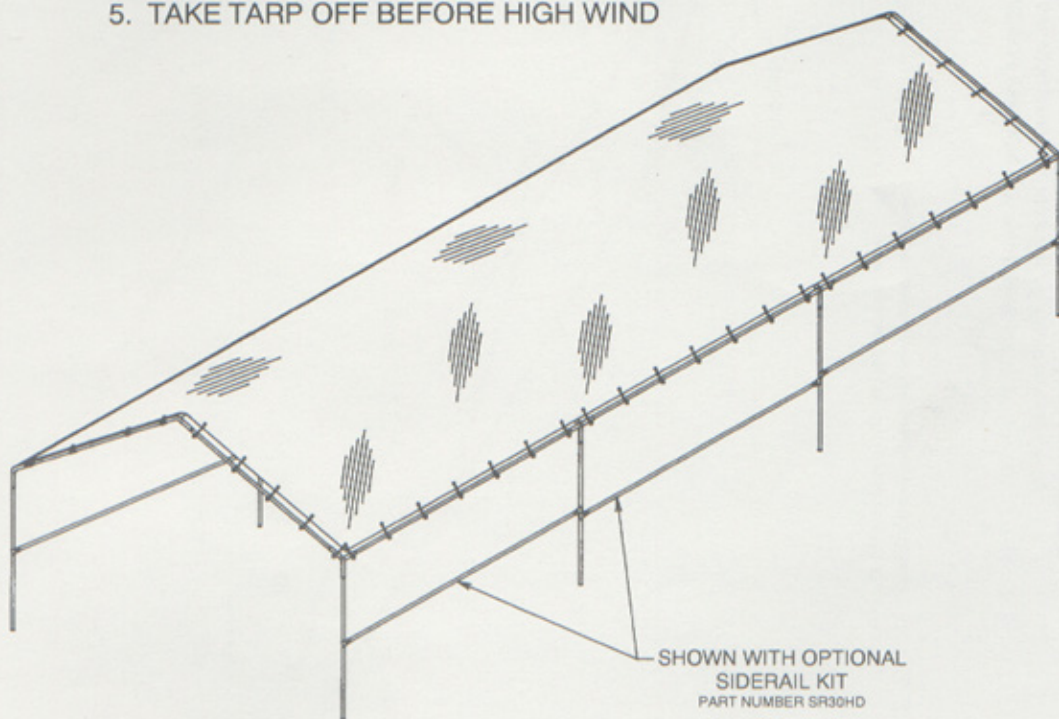 5. TAKE TARP OFF BEFORE HIGH WIND
SHOWN WITH OPTIONAL
SIDERAIL KIT
PART NUMBER SR30HD